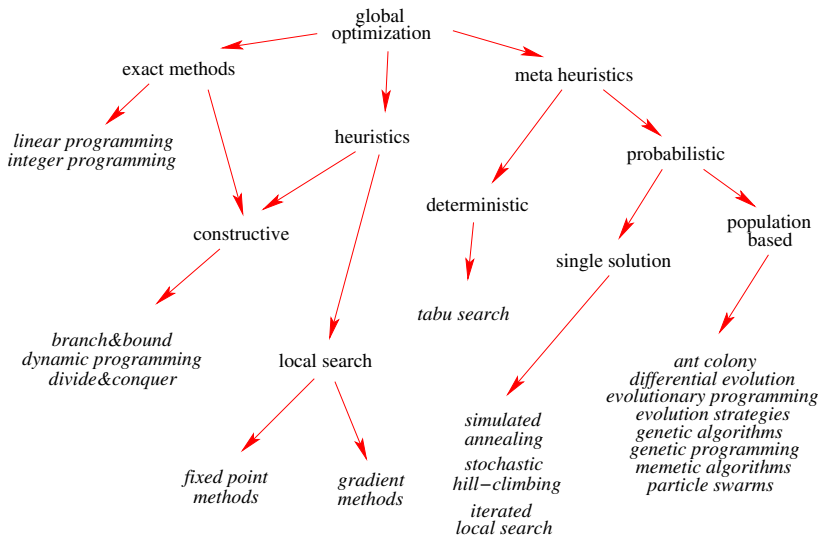 global
optimization
exact methods
meta heuristics
linear programming
integer programming
heuristics
probabilistic
deterministic
constructive
population
based
single solution
tabu search
branch&bound
dynamic programming
divide&conquer
local search
ant colony
differential evolution
evolutionary programming
evolution strategies
genetic algorithms
genetic programming
memetic algorithms
particle swarms
simulated
annealing
stochastic
hill−climbing
iterated
local search
fixed point
methods
gradient
methods